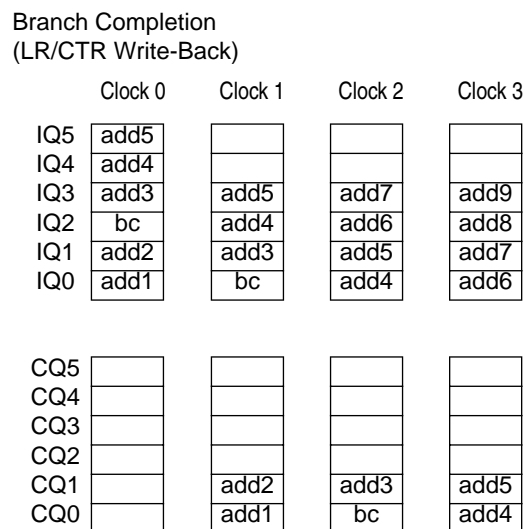 Branch Completion
(LR/CTR Write-Back)
Clock 0 Clock 1 Clock 2 Clock 3
IQ5 add5
IQ4 add4
IQ3 add3 add5 add7 add9
IQ2 bc add4 add6 add8
IQ1 add2 add3 add5 add7
IQ0 add1 bc add4 add6
CQ5
CQ4
CQ3
CQ2
CQ1 add2 add3 add5
CQ0 add1 bc add4